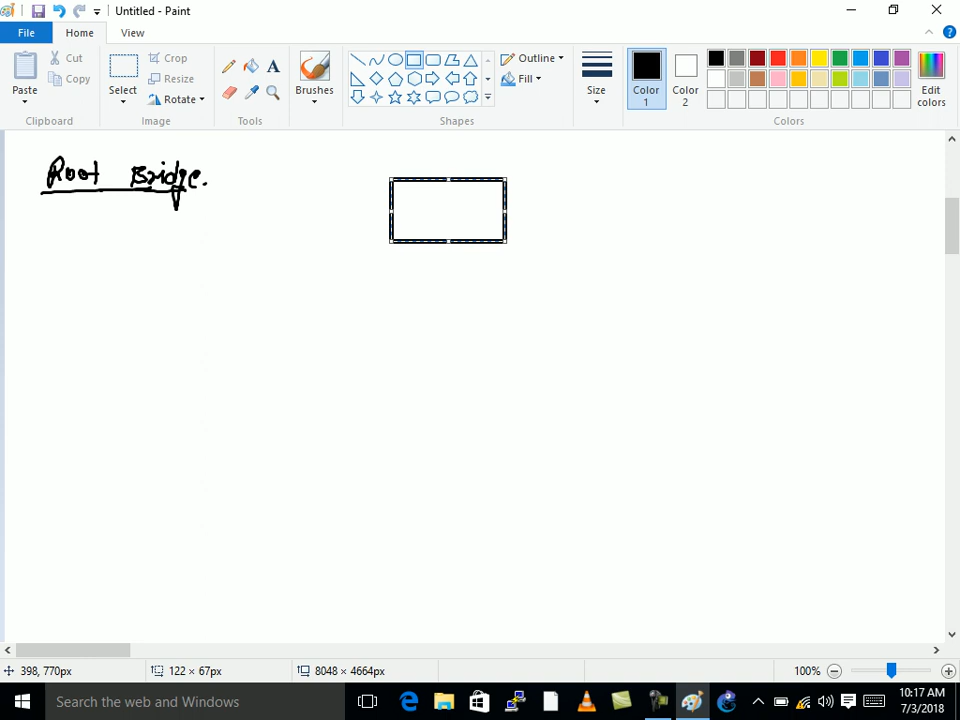 Untitled - Paint
File
Home
View
Paste
Cut
Copy
Clipboard
Select
Crop
Resize
Rotate
Image
Tools
Brushes
Shapes
Outline
Fill
Size
Color 1
Color 2
Edit colors
Colors
Root Bridge.
398, 770px
122 × 67px
8048 × 4664px
100%
Search the web and Windows
10:17 AM
7/3/2018